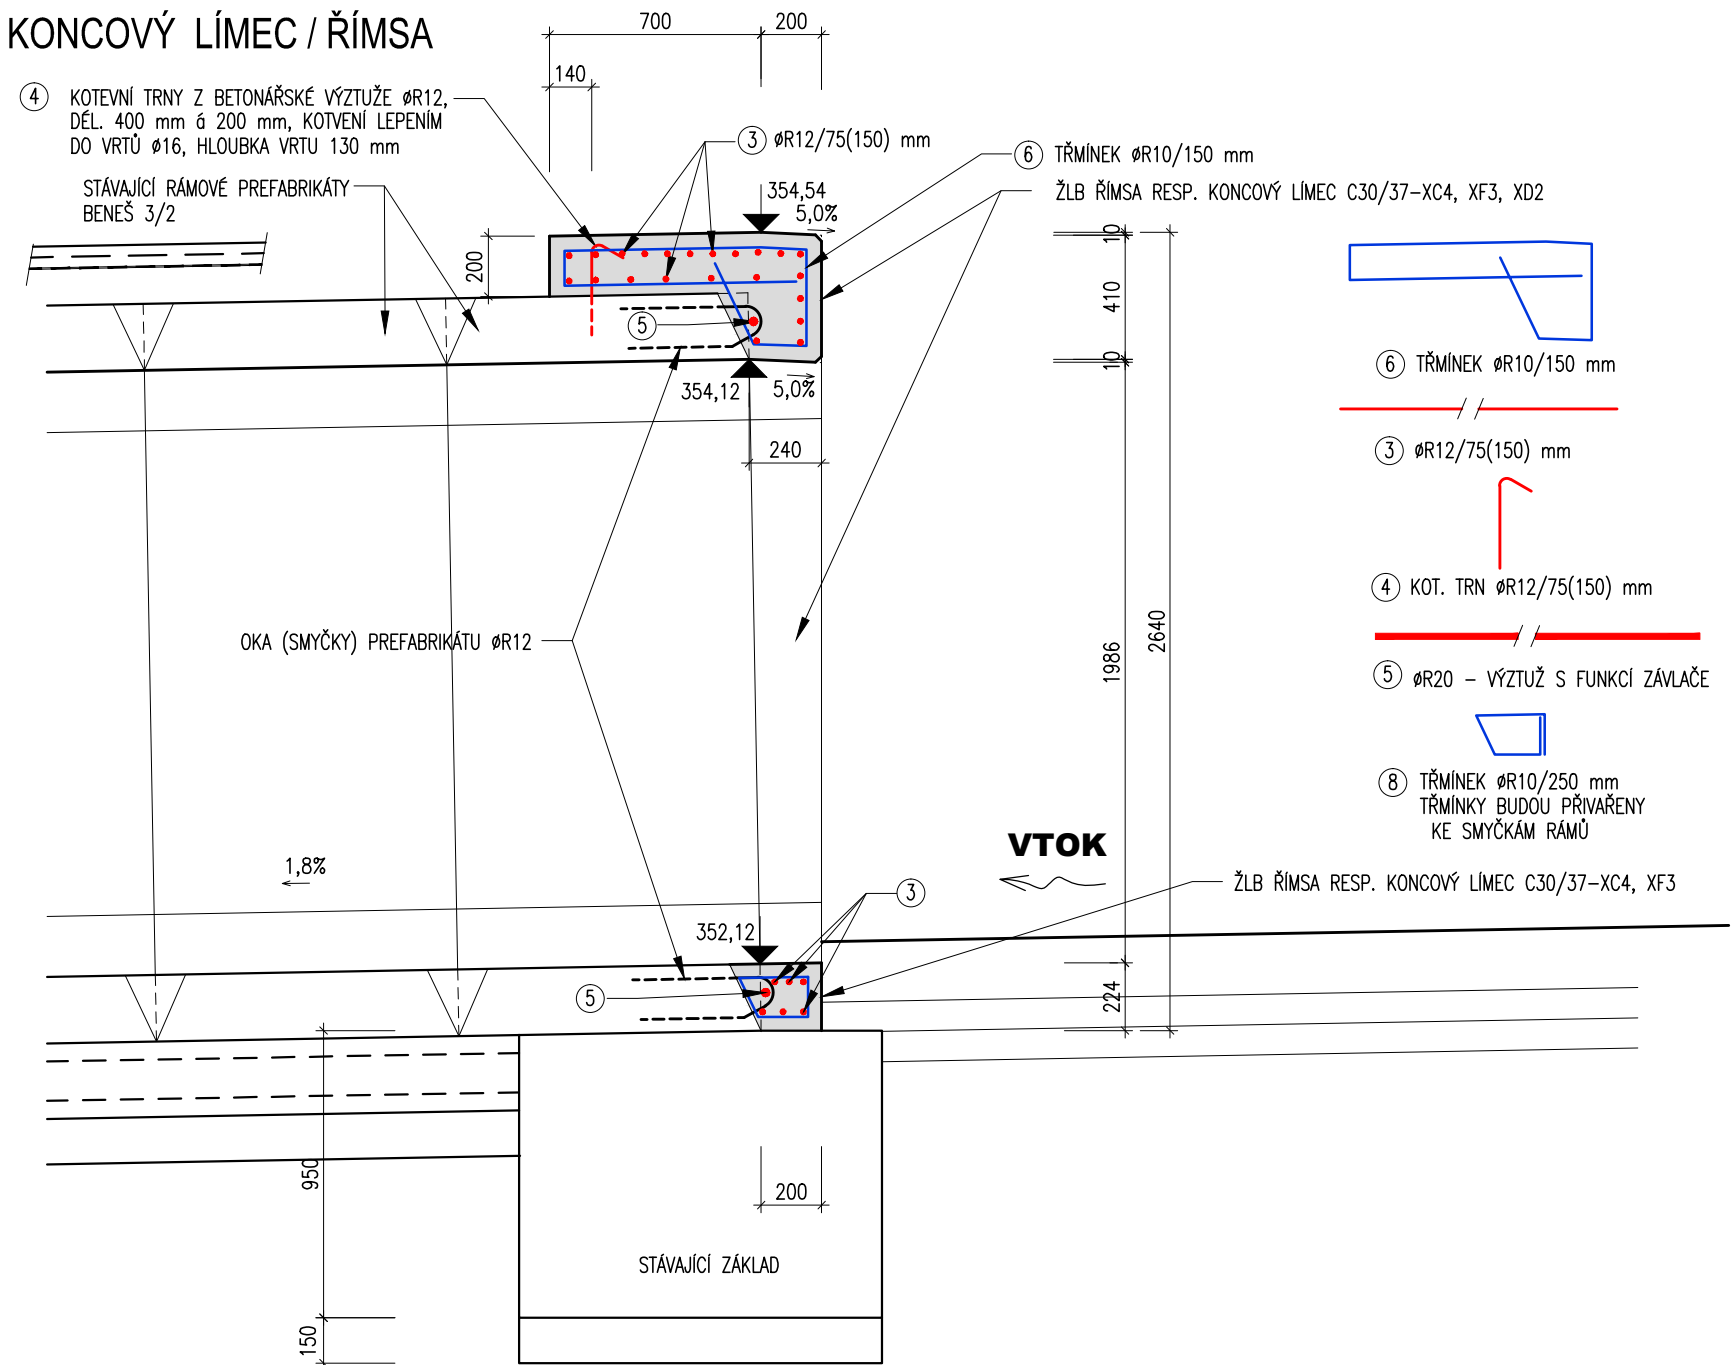 KONCOVÝ LÍMEC / ŘÍMSA
700
200
140
4
KOTEVNÍ TRNY Z BETONÁŘSKÉ VÝZTUŽE øR12,
DÉL. 400 mm á 200 mm, KOTVENÍ LEPENÍM
DO VRTŮ ø16, HLOUBKA VRTU 130 mm
3 øR12/75(150) mm
6 TŘMÍNEK øR10/150 mm
STÁVAJÍCÍ RÁMOVÉ PREFABRIKÁTY
BENEŠ 3/2
354,54
5,0%
ŽLB ŘÍMSA RESP. KONCOVÝ LÍMEC C30/37-XC4, XF3, XD2
200
10
410
10
5
354,12
5,0%
240
6 TŘMÍNEK øR10/150 mm
3 øR12/75(150) mm
4 KOT. TRN øR12/75(150) mm
OKA (SMYČKY) PREFABRIKÁTU øR12
1986
2640
5 øR20 - VÝZTUŽ S FUNKCÍ ZÁVLAČE
8 TŘMÍNEK øR10/250 mm
TŘMÍNKY BUDOU PŘIVAŘENY
KE SMYČKÁM RÁMŮ
VTOK
1,8%
3
ŽLB ŘÍMSA RESP. KONCOVÝ LÍMEC C30/37-XC4, XF3
352,12
5
224
950
200
STÁVAJÍCÍ ZÁKLAD
150